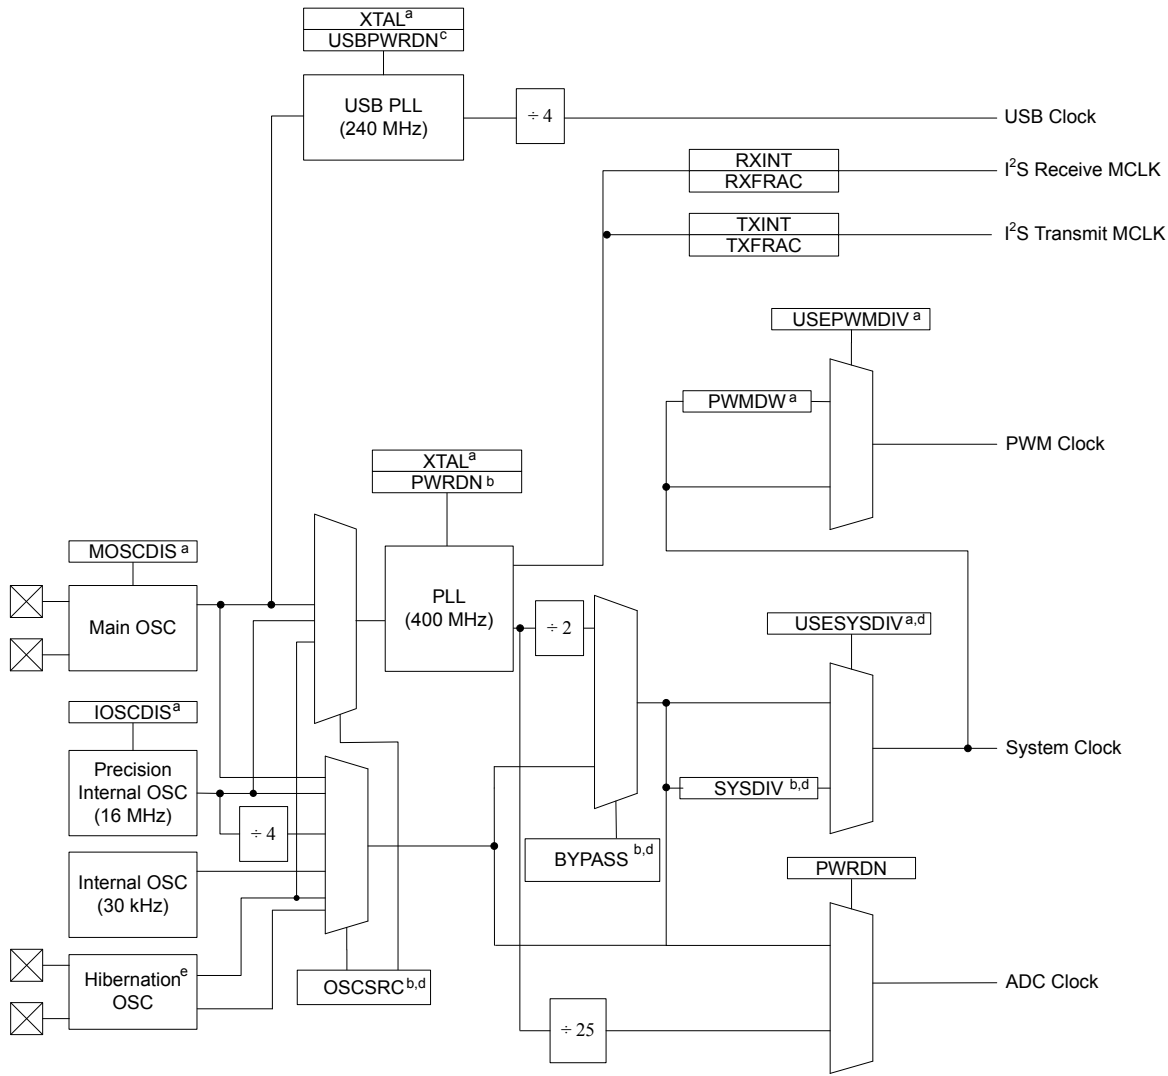 XTALᵃ
USBPWRDNᶜ
USB PLL
(240 MHz)
÷ 4
USB Clock
RXINT
RXFRAC
I²S Receive MCLK
TXINT
TXFRAC
I²S Transmit MCLK
USEPWMDIV ᵃ
PWMDW ᵃ
PWM Clock
XTALᵃ
PWRDN ᵇ
MOSCDIS ᵃ
Main OSC
PLL
(400 MHz)
÷ 2
USESYSDIVᵃ,ᵈ
IOSCDISᵃ
Precision
Internal OSC
(16 MHz)
÷ 4
System Clock
SYSDIV ᵇ,ᵈ
BYPASS ᵇ,ᵈ
Internal OSC
(30 kHz)
PWRDN
Hibernationᵉ
OSC
OSCSRCᵇ,ᵈ
ADC Clock
÷ 25